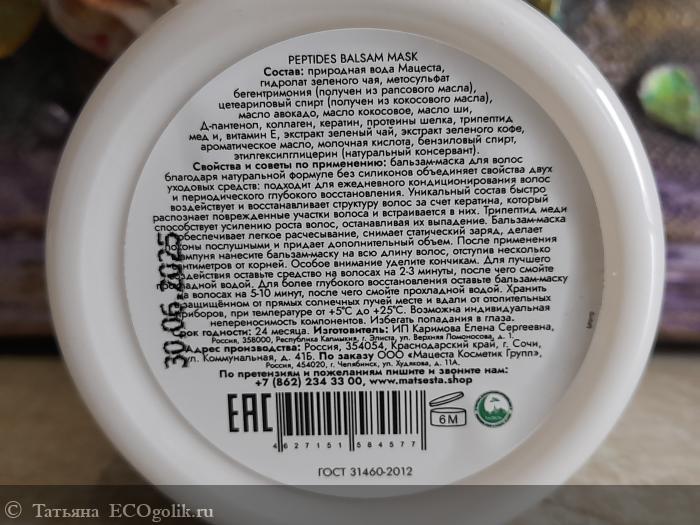 PEPTIDES BALSAM MASK
Состав: природная вода Мацеста,
гидролат зеленого чая, метосульфат
бегентримония (получен из рапсового масла),
цетеариловый спирт (получен из кокосового масла),
масло авокадо, масло кокосовое, масло ши,
Д-пантенол, коллаген, кератин, протеины шелка, трипептид
мед и, витамин Е, экстракт зеленый чай, экстракт зеленого кофе,
ароматическое масло, молочная кислота, бензиловый спирт,
этилексилглицерин (натуральный консервант).
Свойства и советы по применению: бальзам-маска для волос
благодаря натуральной формуле без силиконов объединяет свойства двух
уходовых средств: подходит для ежедневного кондиционирования волос
и периодического глубокого восстановления. Уникальный состав быстро
воздействует и восстанавливает структуру волос за счет кератина, который
распознает поврежденные участки волоса и встраивается в них. Трипептид меди
способствует усилению роста волос, останавливая их выпадение. Бальзам-маска
обеспечивает легкое расчесывание, снимает статический заряд, делает
локоны послушными и придает дополнительный объем. После применения
шампуня нанесите бальзам-маску на всю длину волос, отступив несколько
сантиметров от корней. Особое внимание уделите кончикам. Для лучшего
воздействия оставьте средство на волосах на 2-3 минуты, после чего смойте
прохладной водой. Для более глубокого восстановления оставьте бальзам-маску
на волосах на 5-10 минут, после чего смойте прохладной водой. Хранить
в защищённом от прямых солнечных лучей месте и вдали от отопительных
приборов, при температуре от +5°C до +25°C. Возможна индивидуальная
непереносимость компонентов. Избегать попадания в глаза.
Срок годности: 24 месяца. Изготовитель: ИП Каримова Елена Сергеевна,
Россия, 358000, Республика Калмыкия, г. Элиста, ул. Верхняя Ломоносова, д. 1.
Адрес производства: Россия, 354054, Краснодарский край, г. Сочи,
ул. Коммунальная, д. 41Б. По заказу ООО «Мацеста Косметик Групп»,
Россия, 454020, г. Челябинск, ул. Худякова, д. 11А.
По претензиям и пожеланиям пишите и звоните нам:
+7 (862) 234 33 00, www.matsesta.shop
30.06.2025
EAC
6M
4 627151 584577
ГОСТ 31460-2012
© Татьяна ECOgolik.ru